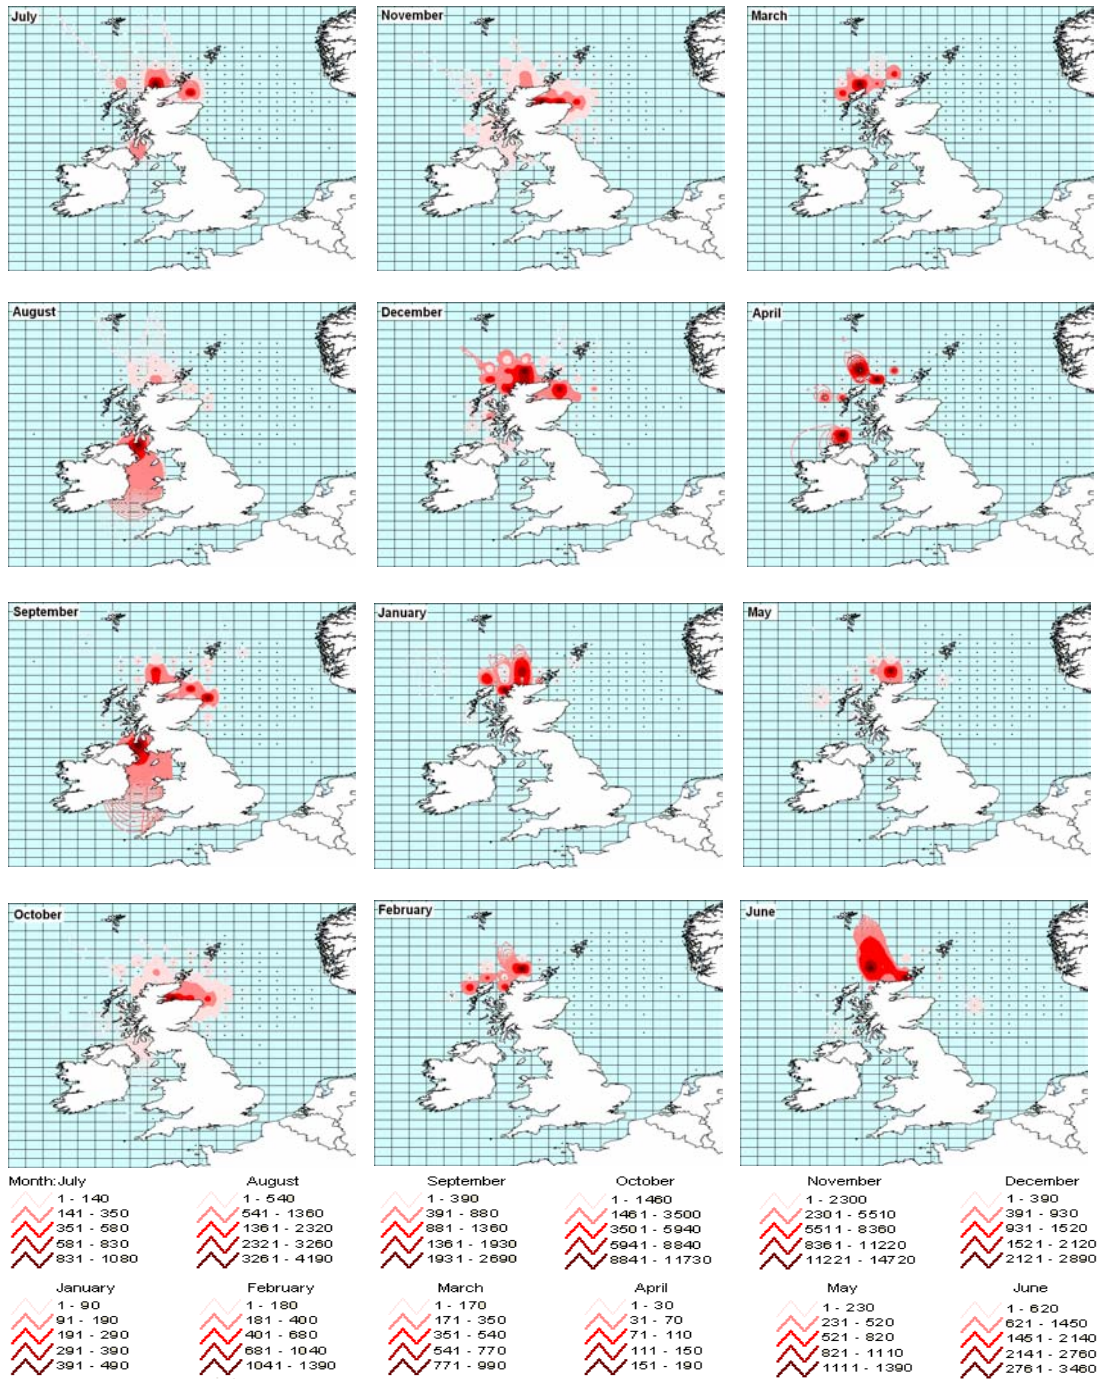 July
November
March
August
December
April
September
January
May
October
February
June
Month:July August September October November December
1 - 140 1 - 540 1 - 390 1 - 1460 1 - 2300 1 - 390
141 - 350 541 - 1360 391 - 880 1461 - 3500 2301 - 5510 391 - 930
351 - 580 1361 - 2320 881 - 1360 3501 - 5940 5511 - 8360 931 - 1520
581 - 830 2321 - 3260 1361 - 1930 5941 - 8840 8361 - 11220 1521 - 2120
831 - 1080 3261 - 4190 1931 - 2690 8841 - 11730 11221 - 14720 2121 - 2890
January February March April May June
1 - 90 1 - 180 1 - 170 1 - 30 1 - 230 1 - 620
91 - 190 181 - 400 171 - 350 31 - 70 231 - 520 621 - 1450
191 - 290 401 - 680 351 - 540 71 - 110 521 - 820 1451 - 2140
291 - 390 681 - 1040 541 - 770 111 - 150 821 - 1110 2141 - 2760
391 - 490 1041 - 1390 771 - 990 151 - 190 1111 - 1390 2761 - 3460